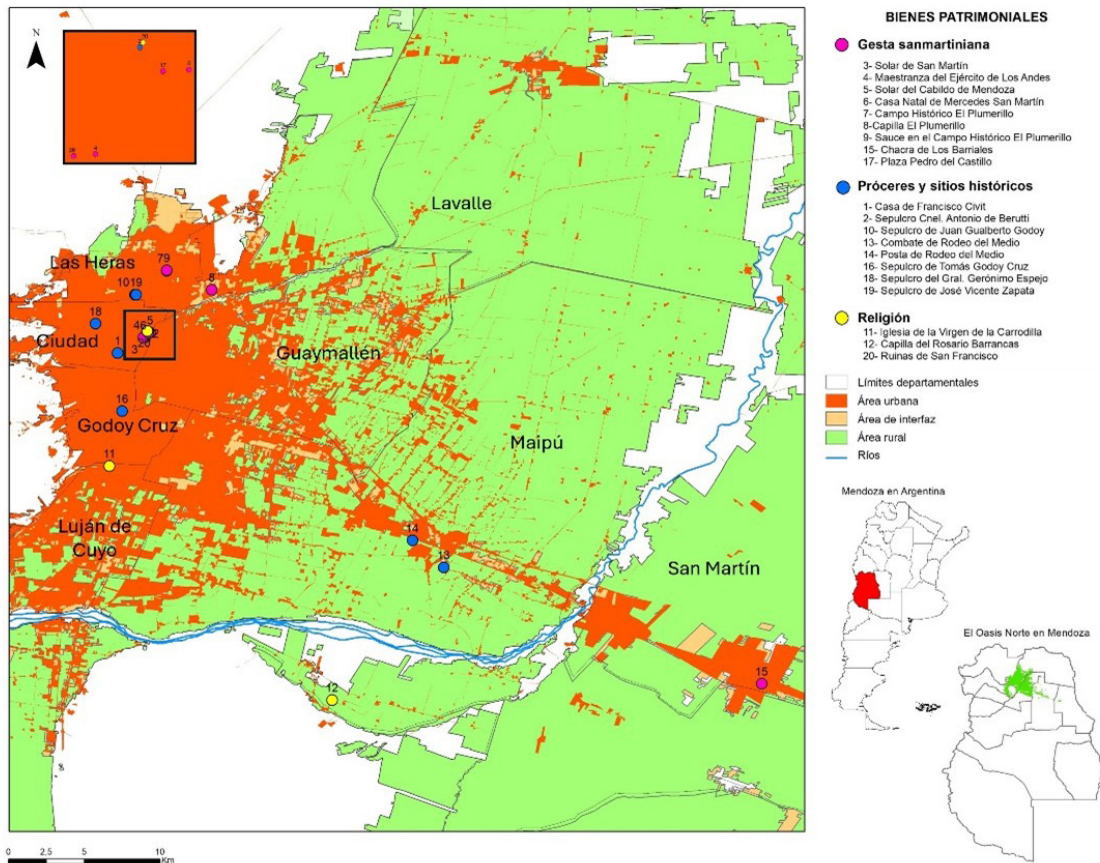 BIENES PATRIMONIALES
Gesta sanmartiniana
3- Solar de San Martín
4- Maestranza del Ejército de Los Andes
5- Solar del Cabildo de Mendoza
6- Casa Natal de Mercedes San Martín
7- Campo Histórico El Plumerillo
8-Capilla El Plumerillo
9- Sauce en el Campo Histórico El Plumerillo
15- Chacra de Los Barriales
17- Plaza Pedro del Castillo
Próceres y sitios históricos
1- Casa de Francisco Civit
2- Sepulcro Cnel. Antonio de Berutti
10- Sepulcro de Juan Gualberto Godoy
13- Combate de Rodeo del Medio
14- Posta de Rodeo del Medio
16- Sepulcro de Tomás Godoy Cruz
18- Sepulcro del Gral. Gerónimo Espejo
19- Sepulcro de José Vicente Zapata
Religión
11- Iglesia de la Virgen de la Carrodilla
12- Capilla del Rosario Barrancas
20- Ruinas de San Francisco
Límites departamentales
Área urbana
Área de interfaz
Área rural
Ríos
Mendoza en Argentina
El Oasis Norte en Mendoza
N
17
4
Lavalle
Las Heras
79
8
1019
18
5
46
2
Ciudad
1
3
Guaymallén
16
Godoy Cruz
Maipú
11
Luján de
Cuyo
14
13
San Martín
15
12
0 2,5 5 10
Km